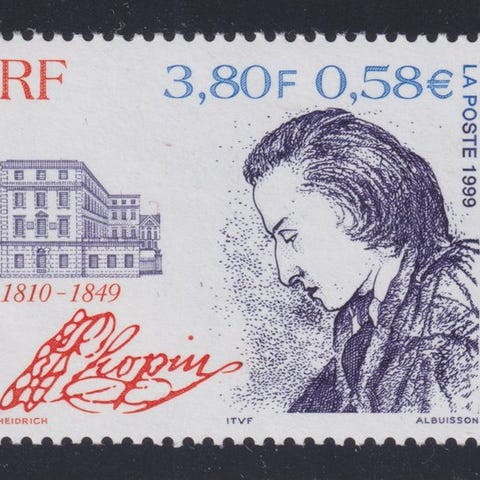 RF
3,80F 0,58€
LA POSTE 1999
1810-1849
Chopin
HEIDRICH
ITVF
ALBUISSON